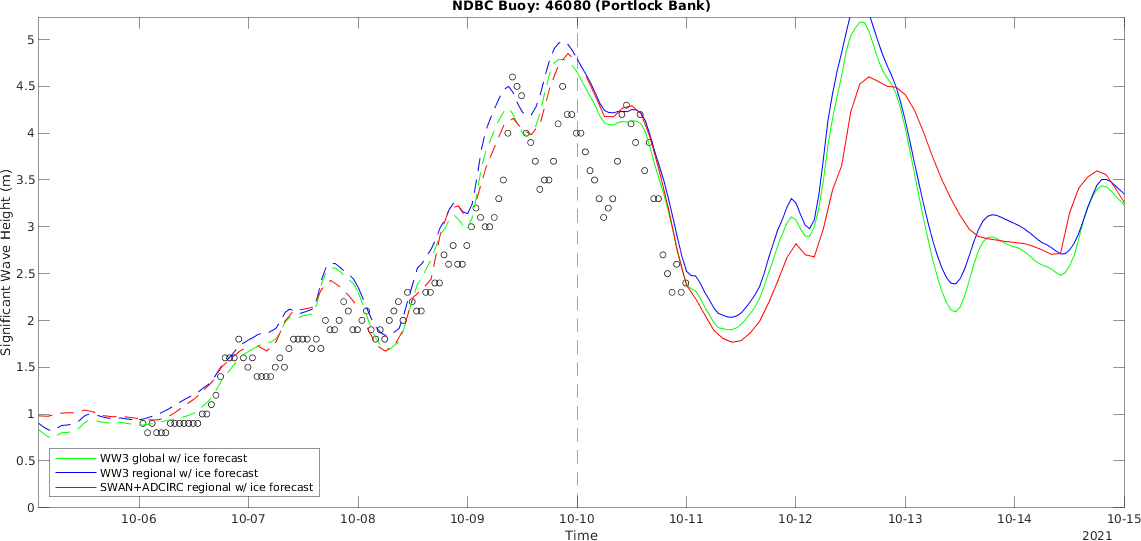 NDBC Buoy: 46080 (Portlock Bank)
Significant Wave Height (m)
5
4.5
4
3.5
3
2.5
2
1.5
1
0.5
0
WW3 global w/ ice forecast
WW3 regional w/ ice forecast
SWAN+ADCIRC regional w/ ice forecast
10-06 10-07 10-08 10-09 10-10 10-11 10-12 10-13 10-14 10-15
Time
2021